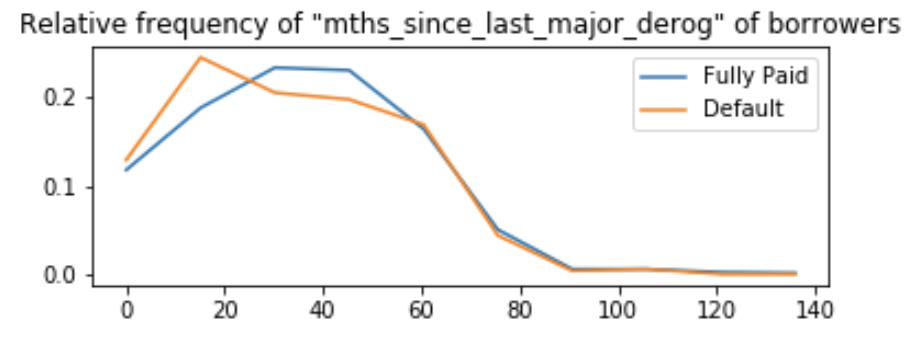 Relative frequency of "mths_since_last_major_derog" of borrowers
Fully Paid
Default
0.2
0.1
0.0
0 20 40 60 80 100 120 140